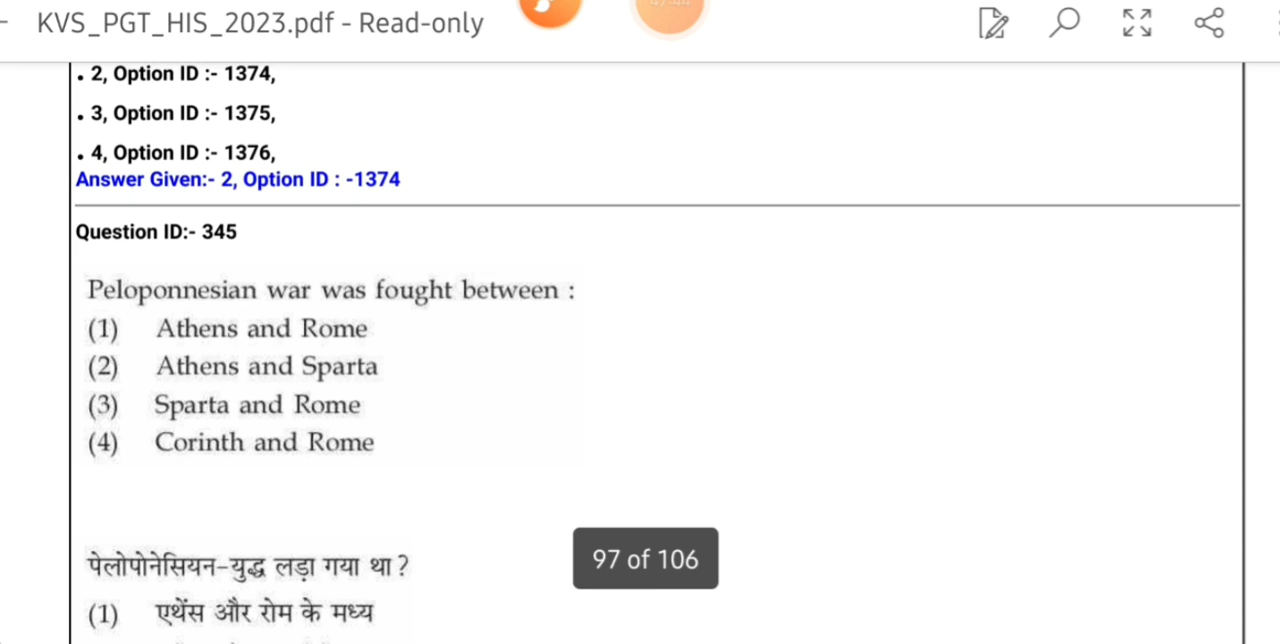 KVS_PGT_HIS_2023.pdf - Read-only
. 2, Option ID :- 1374,
. 3, Option ID :- 1375,
. 4, Option ID :- 1376,
Answer Given:- 2, Option ID : -1374
Question ID:- 345
Peloponnesian war was fought between :
(1) Athens and Rome
(2) Athens and Sparta
(3) Sparta and Rome
(4) Corinth and Rome
97 of 106
पेलोपोनेसियन-युद्ध लड़ा गया था ?
(1) एथेंस और रोम के मध्य